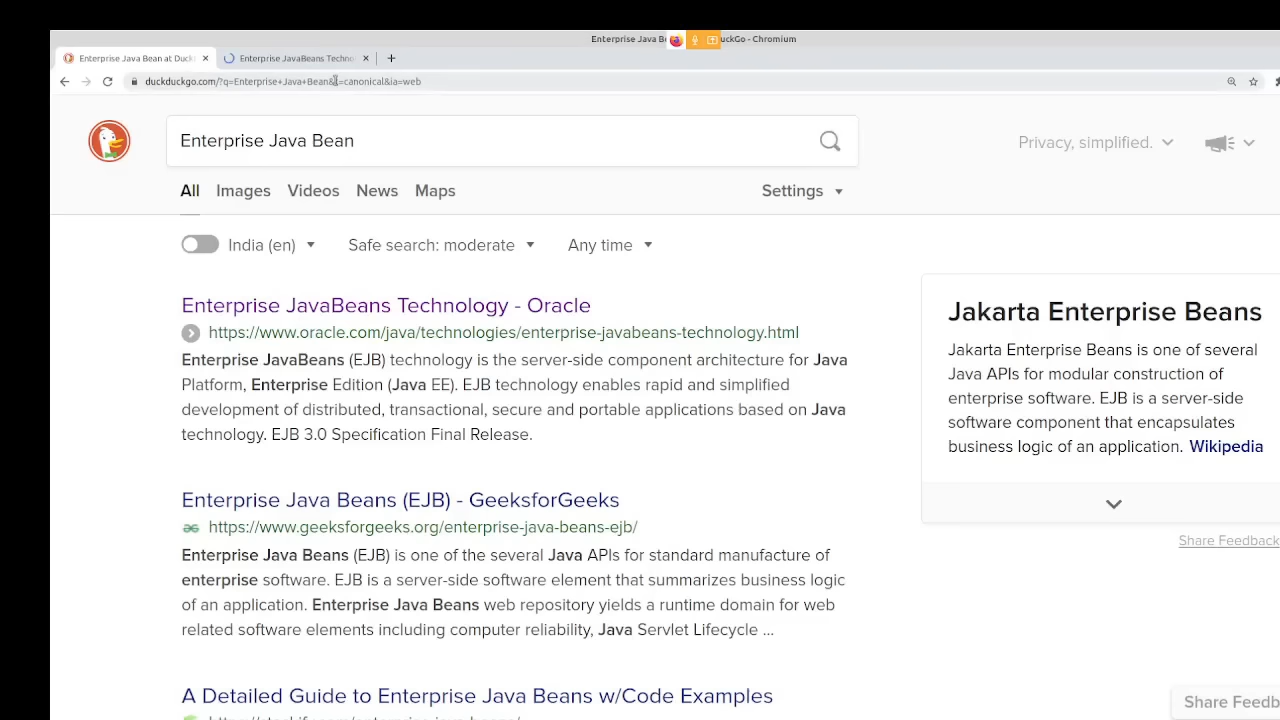 Enterprise Java Be
uckGo - Chromium
Enterprise Java Bean at Duck
Enterprise JavaBeans Techno
duckduckgo.com/?q=Enterprise+Java+Bean&
=canonical&ia=web
Enterprise Java Bean
Privacy, simplified.
All Images Videos News Maps
Settings
India (en)
Safe search: moderate
Any time
Enterprise JavaBeans Technology - Oracle
https://www.oracle.com/java/technologies/enterprise-javabeans-technology.html
Enterprise JavaBeans (EJB) technology is the server-side component architecture for Java
Platform, Enterprise Edition (Java EE). EJB technology enables rapid and simplified
development of distributed, transactional, secure and portable applications based on Java
technology. EJB 3.0 Specification Final Release.
Enterprise Java Beans (EJB) - GeeksforGeeks
https://www.geeksforgeeks.org/enterprise-java-beans-ejb/
Enterprise Java Beans (EJB) is one of the several Java APIs for standard manufacture of
enterprise software. EJB is a server-side software element that summarizes business logic
of an application. Enterprise Java Beans web repository yields a runtime domain for web
related software elements including computer reliability, Java Servlet Lifecycle ...
A Detailed Guide to Enterprise Java Beans w/Code Examples
Jakarta Enterprise Beans
Jakarta Enterprise Beans is one of several
Java APIs for modular construction of
enterprise software. EJB is a server-side
software component that encapsulates
business logic of an application. Wikipedia
Share Feedback
Share Feedb